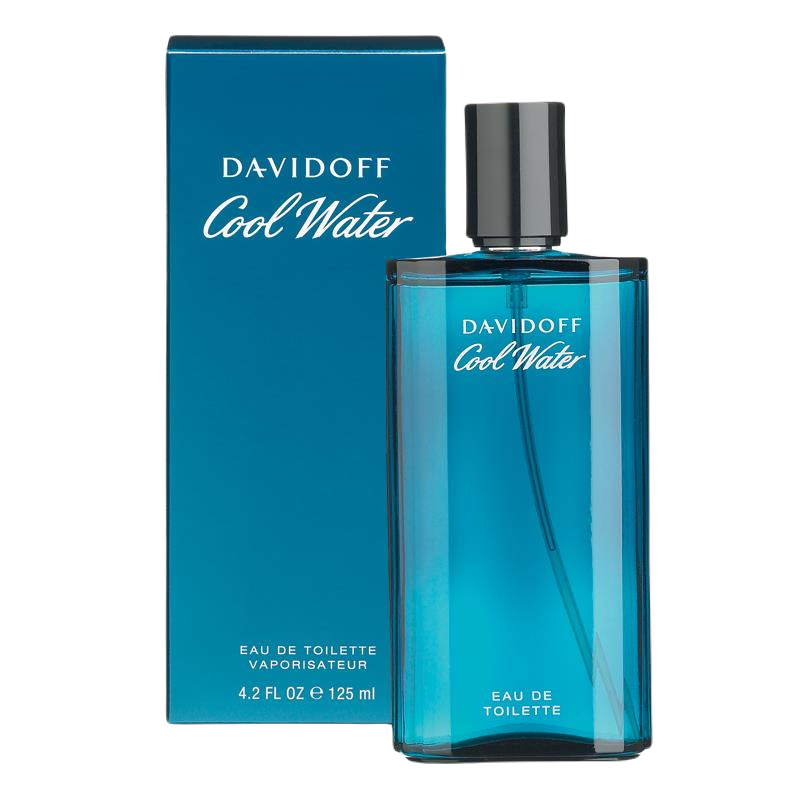 DAVIDOFF
Cool Water
EAU DE TOILETTE
VAPORISATEUR
4.2 FL OZ ℮ 125 ml
DAVIDOFF
Cool Water
EAU DE
TOILETTE